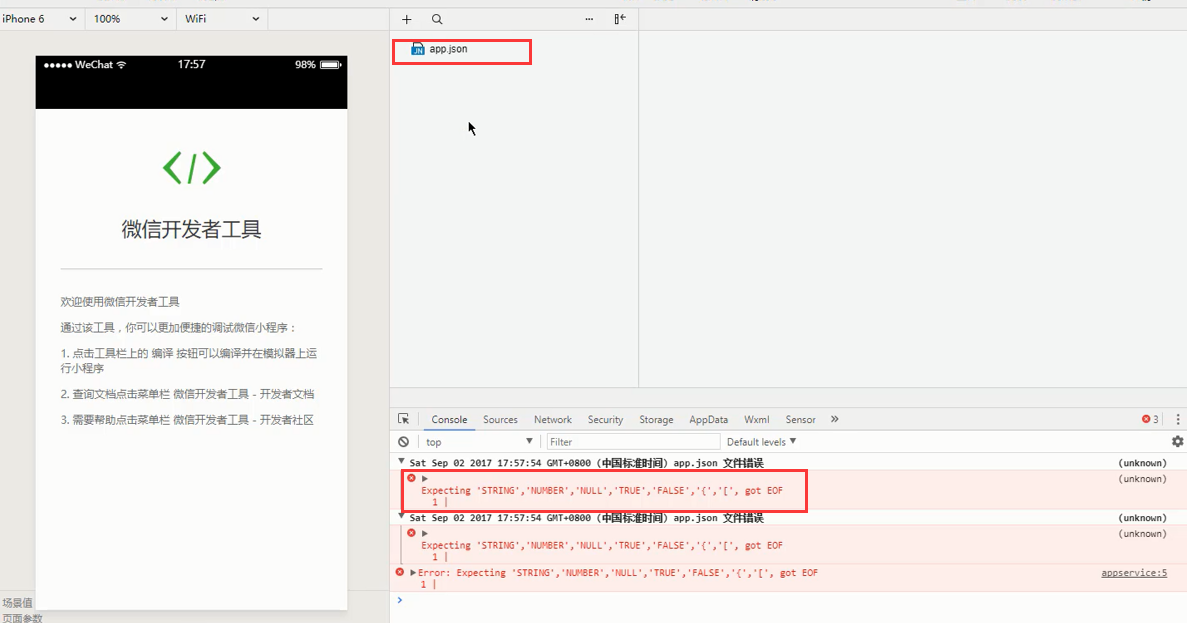 iPhone 6 100% WiFi
app.json
JN
●●●●● WeChat 17:57 98%
</>
微信开发者工具
欢迎使用微信开发者工具
通过该工具，你可以更加便捷的调试微信小程序：
1. 点击工具栏上的 编译 按钮可以编译并在模拟器上运
行小程序
2. 查询文档点击菜单栏 微信开发者工具 - 开发者文档
3. 需要帮助点击菜单栏 微信开发者工具 - 开发者社区
场景值
页面参数
Console Sources Network Security Storage AppData Wxml Sensor 3
top Filter Default levels
Sat Sep 02 2017 17:57:54 GMT+0800 (中国标准时间) app.json 文件错误 (unknown)
(unknown)
Expecting 'STRING','NUMBER','NULL','TRUE','FALSE','{','[', got EOF
1 |
Sat Sep 02 2017 17:57:54 GMT+0800 (中国标准时间) app.json 文件错误 (unknown)
(unknown)
Expecting 'STRING','NUMBER','NULL','TRUE','FALSE','{','[', got EOF
1 |
Error: Expecting 'STRING','NUMBER','NULL','TRUE','FALSE','{','[', got EOF appservice:5
1 |